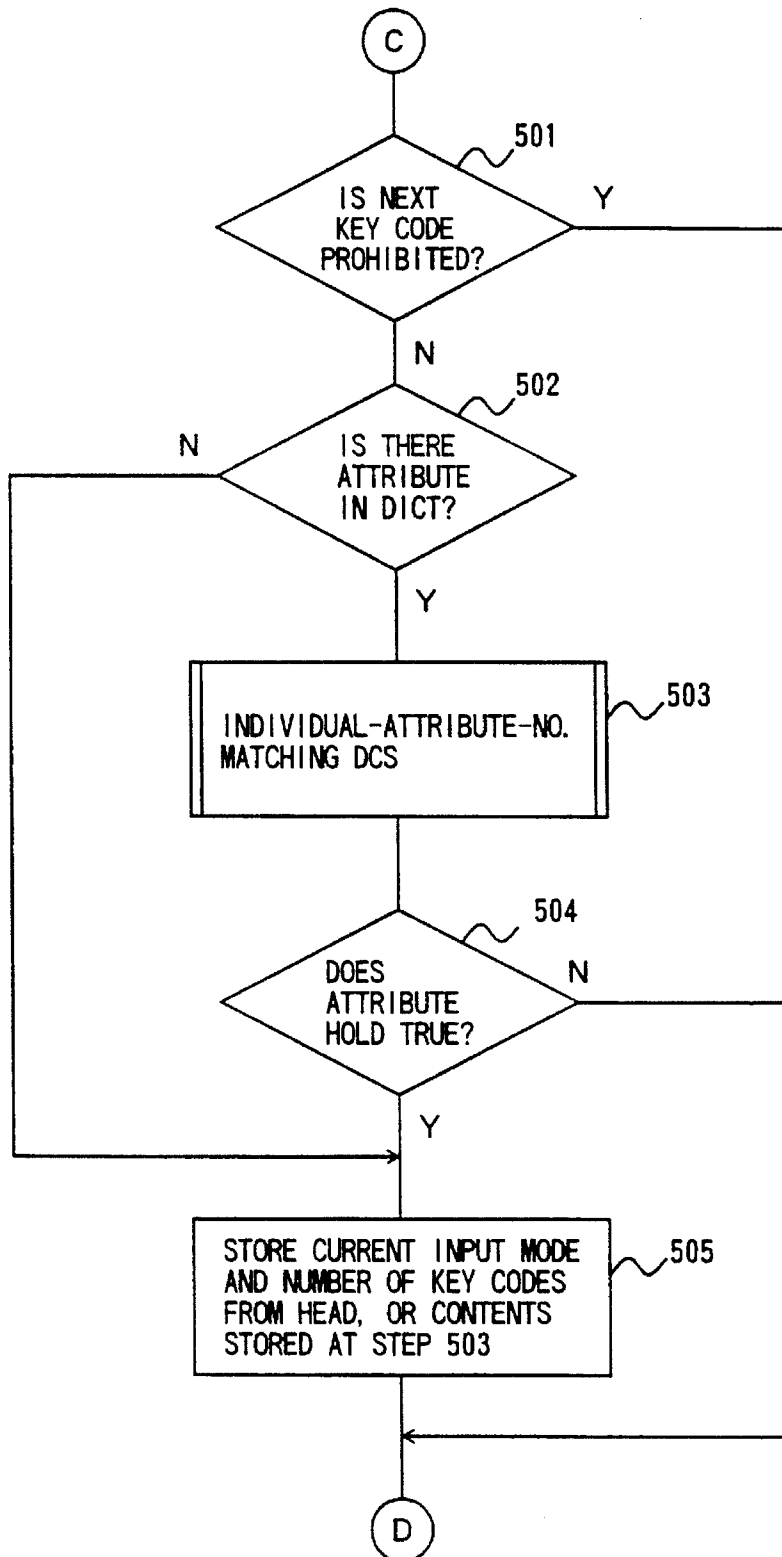 C
501
IS NEXT
KEY CODE
PROHIBITED?
Y
N
502
N
IS THERE
ATTRIBUTE
IN DICT?
Y
503
INDIVIDUAL-ATTRIBUTE-NO.
MATCHING DCS
504
DOES
ATTRIBUTE
HOLD TRUE?
N
Y
505
STORE CURRENT INPUT MODE
AND NUMBER OF KEY CODES
FROM HEAD, OR CONTENTS
STORED AT STEP 503
D